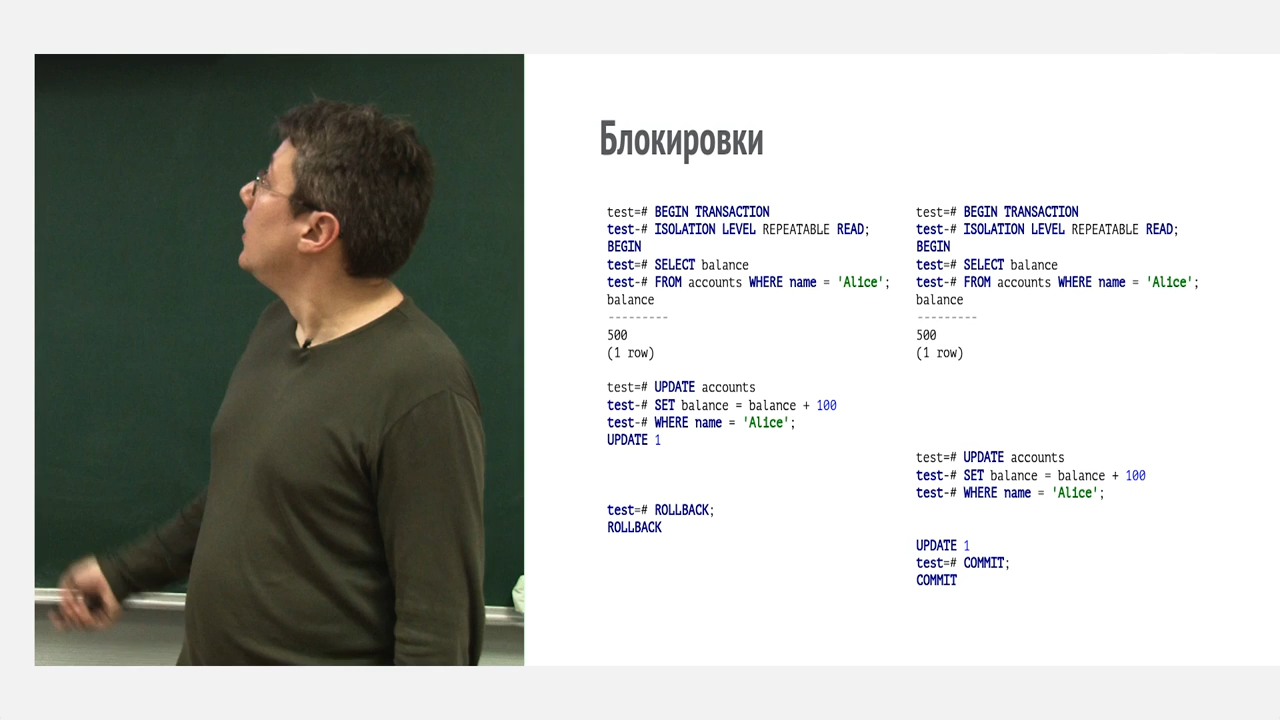 Блокировки
test=# BEGIN TRANSACTION
test-# ISOLATION LEVEL REPEATABLE READ;
BEGIN
test=# SELECT balance
test-# FROM accounts WHERE name = 'Alice';
balance
---------
500
(1 row)
test=# UPDATE accounts
test-# SET balance = balance + 100
test-# WHERE name = 'Alice';
UPDATE 1
test=# ROLLBACK;
ROLLBACK
test=# BEGIN TRANSACTION
test-# ISOLATION LEVEL REPEATABLE READ;
BEGIN
test=# SELECT balance
test-# FROM accounts WHERE name = 'Alice';
balance
---------
500
(1 row)
test=# UPDATE accounts
test-# SET balance = balance + 100
test-# WHERE name = 'Alice';
UPDATE 1
test=# COMMIT;
COMMIT